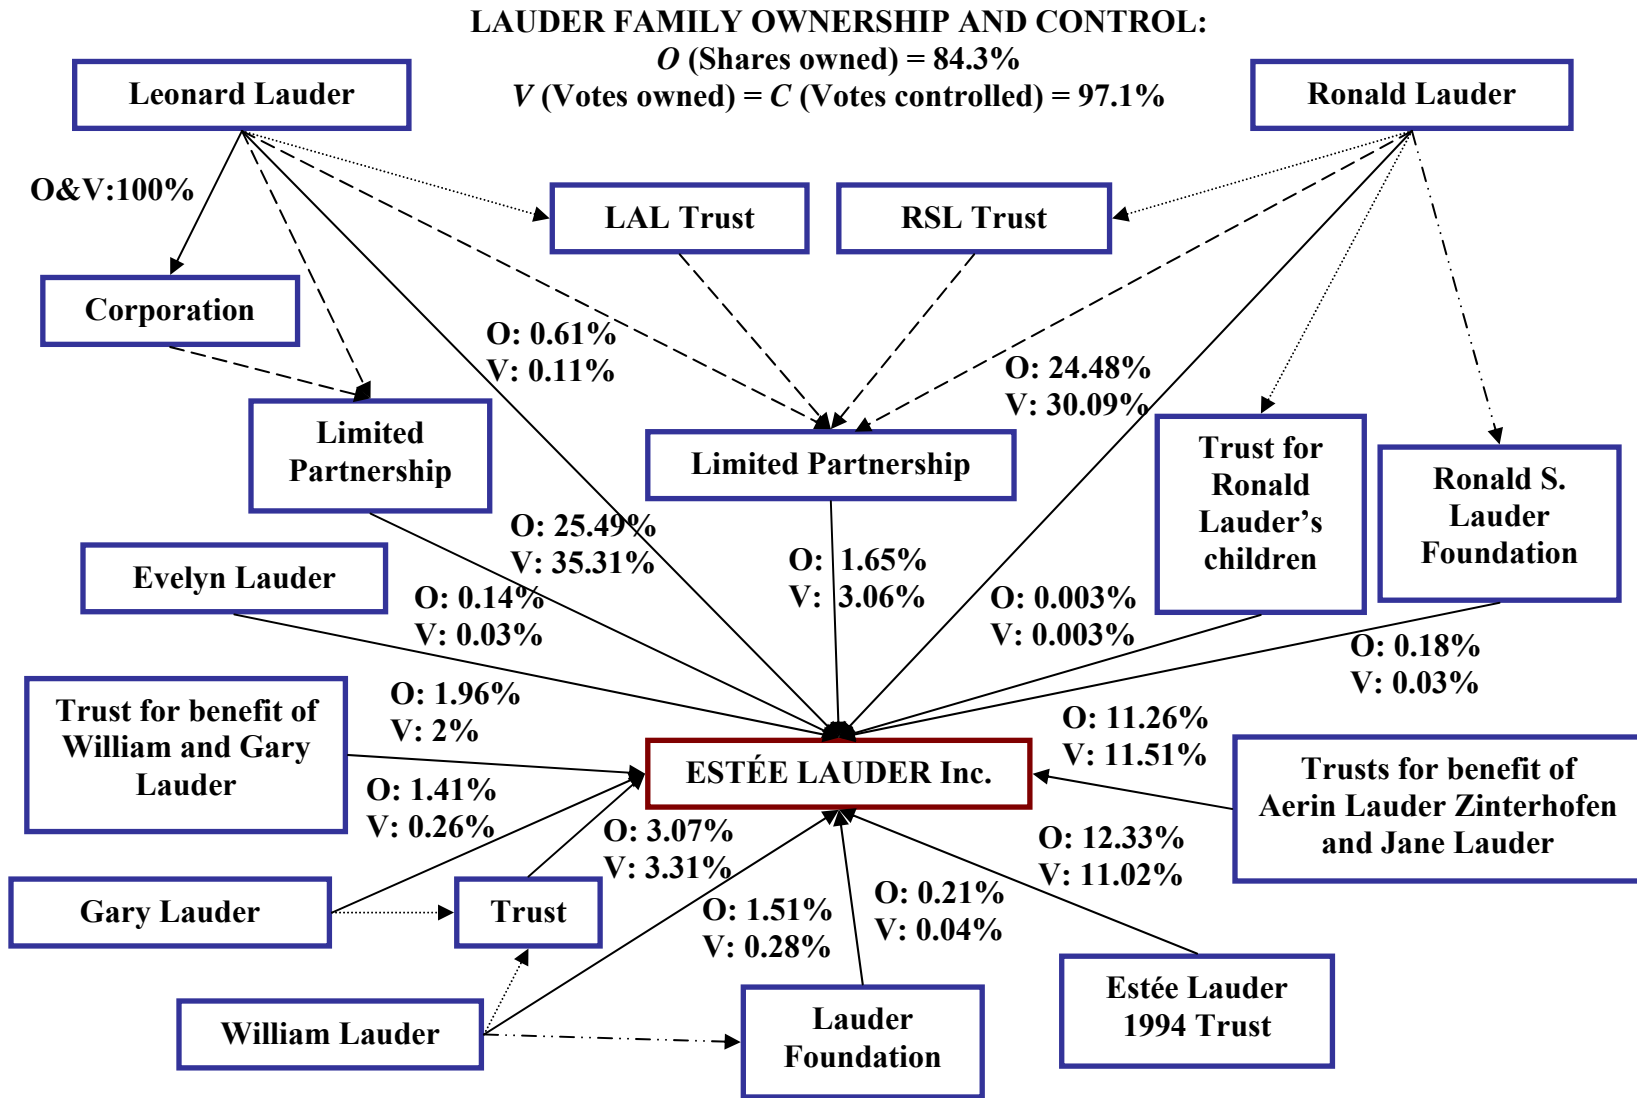 LAUDER FAMILY OWNERSHIP AND CONTROL:
O (Shares owned) = 84.3%
V (Votes owned) = C (Votes controlled) = 97.1%
Leonard Lauder
Ronald Lauder
O&V:100%
LAL Trust
RSL Trust
Corporation
O: 0.61%
V: 0.11%
O: 24.48%
V: 30.09%
Limited
Partnership
Limited Partnership
Trust for
Ronald
Lauder’s
children
Ronald S.
Lauder
Foundation
O: 25.49%
V: 35.31%
O: 1.65%
V: 3.06%
Evelyn Lauder
O: 0.14%
V: 0.03%
O: 0.003%
V: 0.003%
O: 0.18%
V: 0.03%
Trust for benefit of
William and Gary
Lauder
O: 1.96%
V: 2%
O: 11.26%
V: 11.51%
ESTÉE LAUDER Inc.
Trusts for benefit of
Aerin Lauder Zinterhofen
and Jane Lauder
O: 1.41%
V: 0.26%
O: 3.07%
V: 3.31%
O: 12.33%
V: 11.02%
Gary Lauder
Trust
O: 1.51%
V: 0.28%
O: 0.21%
V: 0.04%
William Lauder
Lauder
Foundation
Estée Lauder
1994 Trust